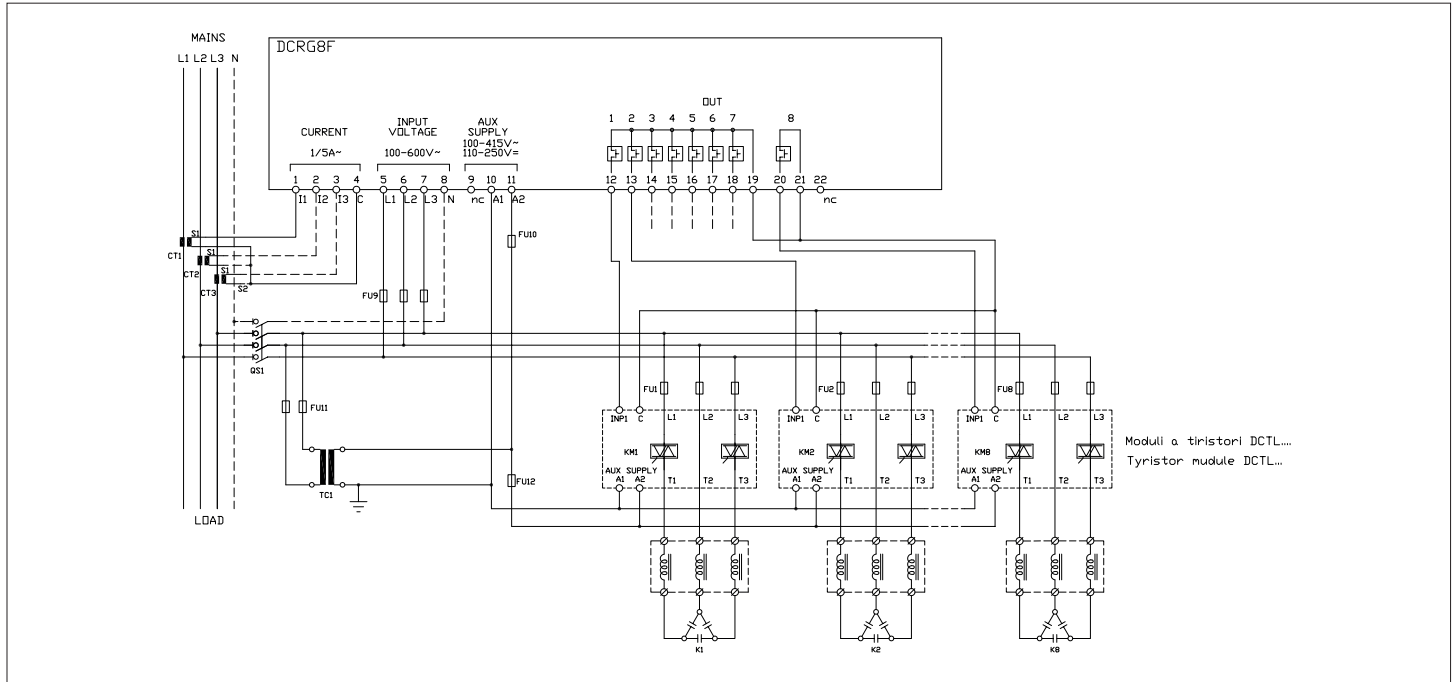 MAINS
L1 L2 L3 N
DCRG8F
OUT
1 2 3 4 5 6 7 8
CURRENT
1/5A~
INPUT
VOLTAGE
100-600V~
AUX
SUPPLY
100-415V~
110-250V=
1 2 3 4 5 6 7 8 9 10 11 12 13 14 15 16 17 18 19 20 21 22
I1 I2 I3 C L1 L2 L3 N nc A1 A2 nc
S1
CT1
S1
CT2
S1
CT3
S2
FU10
FU9
QS1
FU11
FU12
TC1
LOAD
FU1
FU2
FU8
INP1 C L1 L2 L3
KM1
AUX SUPPLY
A1 A2 T1 T2 T3
INP1 C L1 L2 L3
KM2
AUX SUPPLY
A1 A2 T1 T2 T3
INP1 C L1 L2 L3
KM8
AUX SUPPLY
A1 A2 T1 T2 T3
Moduli a tiristori DCTL....
Tyristor mudule DCTL...
K1
K2
K8